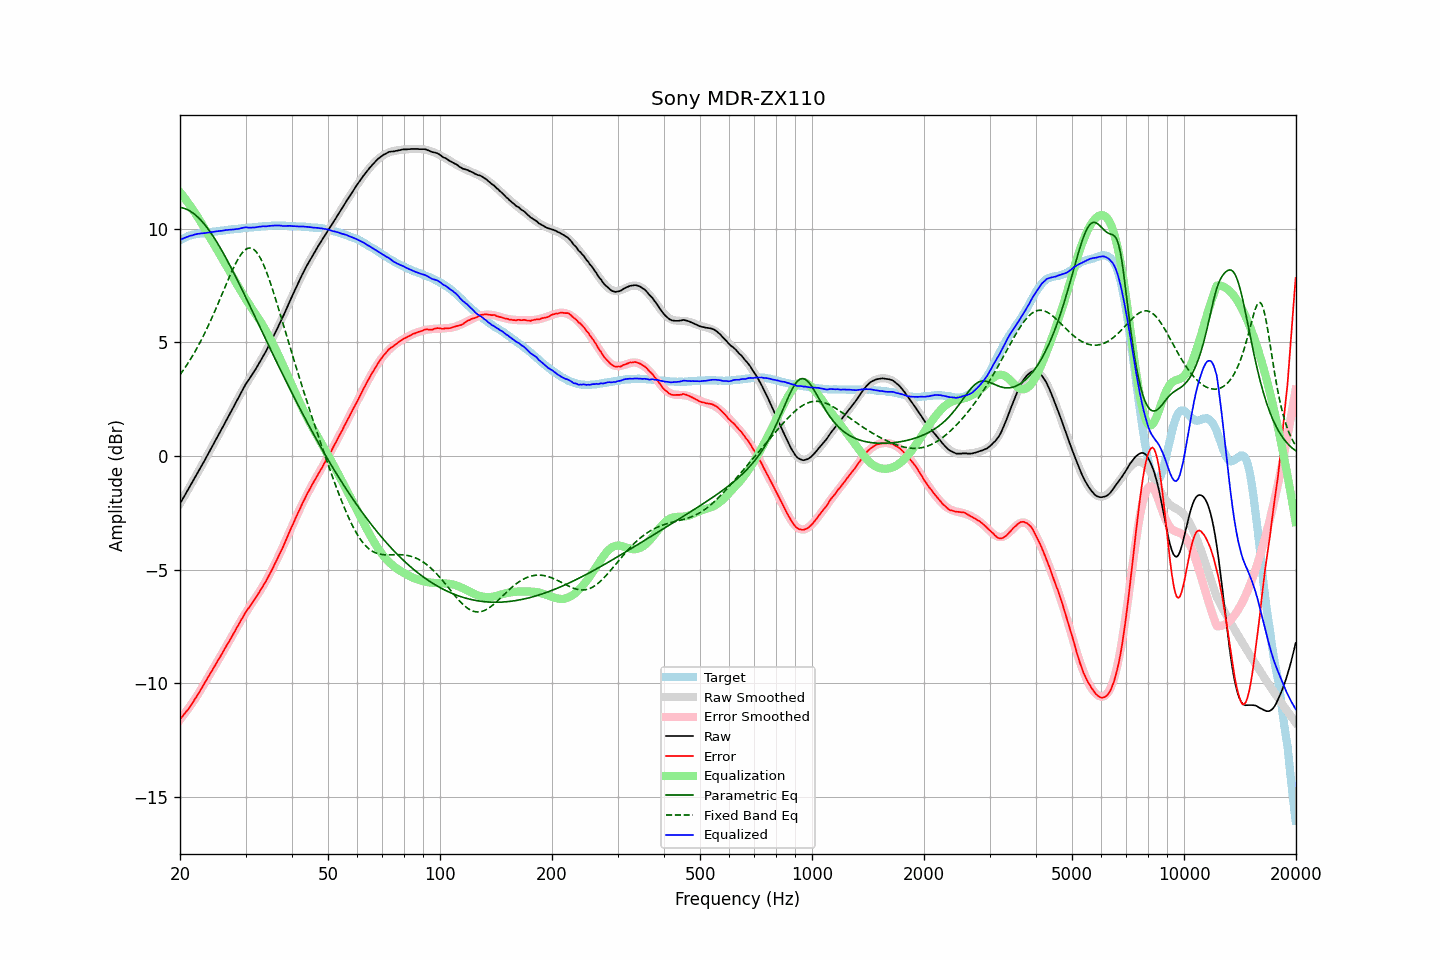 Sony MDR-ZX110
Amplitude (dBr)
10
5
0
−5
−10
−15
20
50
100
200
500
1000
2000
5000
10000
20000
Frequency (Hz)
Target
Raw Smoothed
Error Smoothed
Raw
Error
Equalization
Parametric Eq
Fixed Band Eq
Equalized